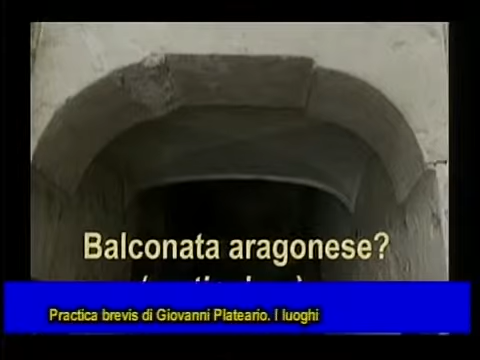 Balconata aragonese?
Practica brevis di Giovanni Plateario. I luoghi